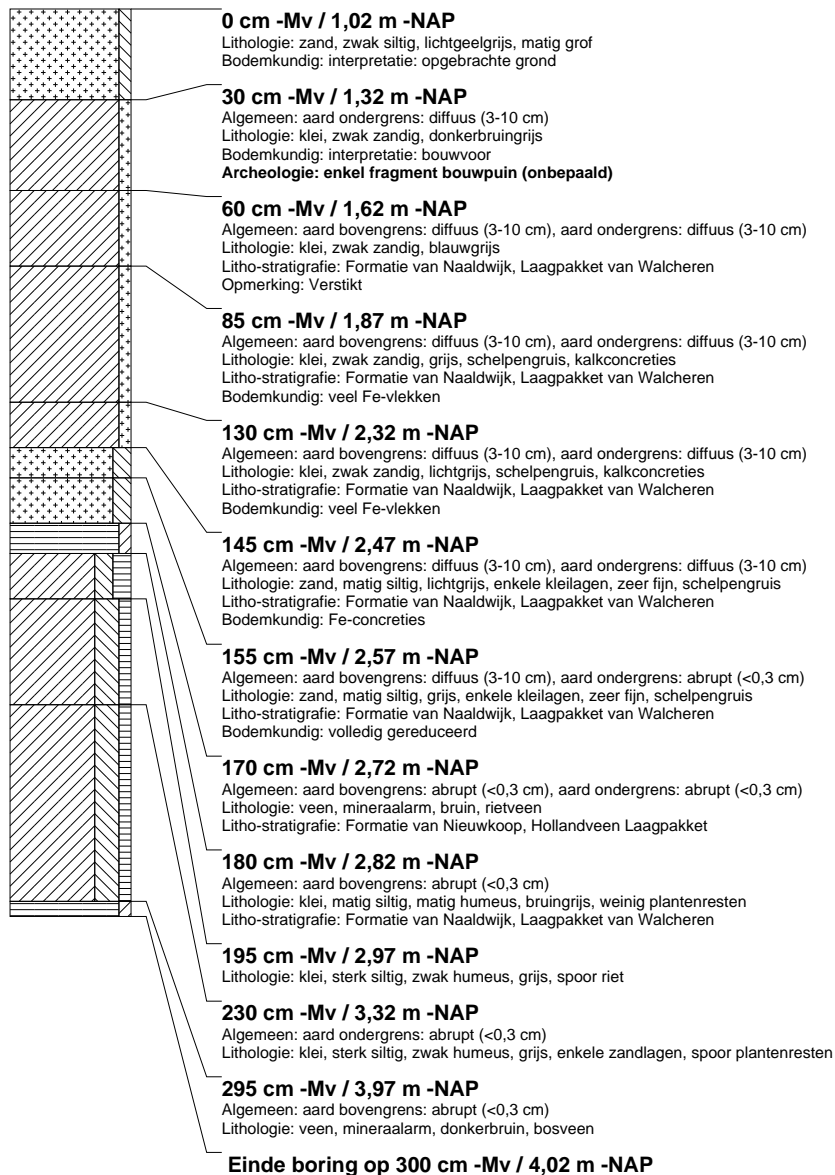 0 cm -Mv / 1,02 m -NAP
Lithologie: zand, zwak siltig, lichtgeelgrijs, matig grof
Bodemkundig: interpretatie: opgebrachte grond
30 cm -Mv / 1,32 m -NAP
Algemeen: aard ondergrens: diffuus (3-10 cm)
Lithologie: klei, zwak zandig, donkerbruingrijs
Bodemkundig: interpretatie: bouwvoor
Archeologie: enkel fragment bouwpuin (onbepaald)
60 cm -Mv / 1,62 m -NAP
Algemeen: aard bovengrens: diffuus (3-10 cm), aard ondergrens: diffuus (3-10 cm)
Lithologie: klei, zwak zandig, blauwgrijs
Litho-stratigrafie: Formatie van Naaldwijk, Laagpakket van Walcheren
Opmerking: Verstikt
85 cm -Mv / 1,87 m -NAP
Algemeen: aard bovengrens: diffuus (3-10 cm), aard ondergrens: diffuus (3-10 cm)
Lithologie: klei, zwak zandig, grijs, schelpengruis, kalkconcreties
Litho-stratigrafie: Formatie van Naaldwijk, Laagpakket van Walcheren
Bodemkundig: veel Fe-vlekken
130 cm -Mv / 2,32 m -NAP
Algemeen: aard bovengrens: diffuus (3-10 cm), aard ondergrens: diffuus (3-10 cm)
Lithologie: klei, zwak zandig, lichtgrijs, schelpengruis, kalkconcreties
Litho-stratigrafie: Formatie van Naaldwijk, Laagpakket van Walcheren
Bodemkundig: veel Fe-vlekken
145 cm -Mv / 2,47 m -NAP
Algemeen: aard bovengrens: diffuus (3-10 cm), aard ondergrens: diffuus (3-10 cm)
Lithologie: zand, matig siltig, lichtgrijs, enkele kleilagen, zeer fijn, schelpengruis
Litho-stratigrafie: Formatie van Naaldwijk, Laagpakket van Walcheren
Bodemkundig: Fe-concreties
155 cm -Mv / 2,57 m -NAP
Algemeen: aard bovengrens: diffuus (3-10 cm), aard ondergrens: abrupt (<0,3 cm)
Lithologie: zand, matig siltig, grijs, enkele kleilagen, zeer fijn, schelpengruis
Litho-stratigrafie: Formatie van Naaldwijk, Laagpakket van Walcheren
Bodemkundig: volledig gereduceerd
170 cm -Mv / 2,72 m -NAP
Algemeen: aard bovengrens: abrupt (<0,3 cm), aard ondergrens: abrupt (<0,3 cm)
Lithologie: veen, mineraalarm, bruin, rietveen
Litho-stratigrafie: Formatie van Nieuwkoop, Hollandveen Laagpakket
180 cm -Mv / 2,82 m -NAP
Algemeen: aard bovengrens: abrupt (<0,3 cm)
Lithologie: klei, matig siltig, matig humeus, bruingrijs, weinig plantenresten
Litho-stratigrafie: Formatie van Naaldwijk, Laagpakket van Walcheren
195 cm -Mv / 2,97 m -NAP
Lithologie: klei, sterk siltig, zwak humeus, grijs, spoor riet
230 cm -Mv / 3,32 m -NAP
Algemeen: aard ondergrens: abrupt (<0,3 cm)
Lithologie: klei, sterk siltig, zwak humeus, grijs, enkele zandlagen, spoor plantenresten
295 cm -Mv / 3,97 m -NAP
Algemeen: aard bovengrens: abrupt (<0,3 cm)
Lithologie: veen, mineraalarm, donkerbruin, bosveen
Einde boring op 300 cm -Mv / 4,02 m -NAP